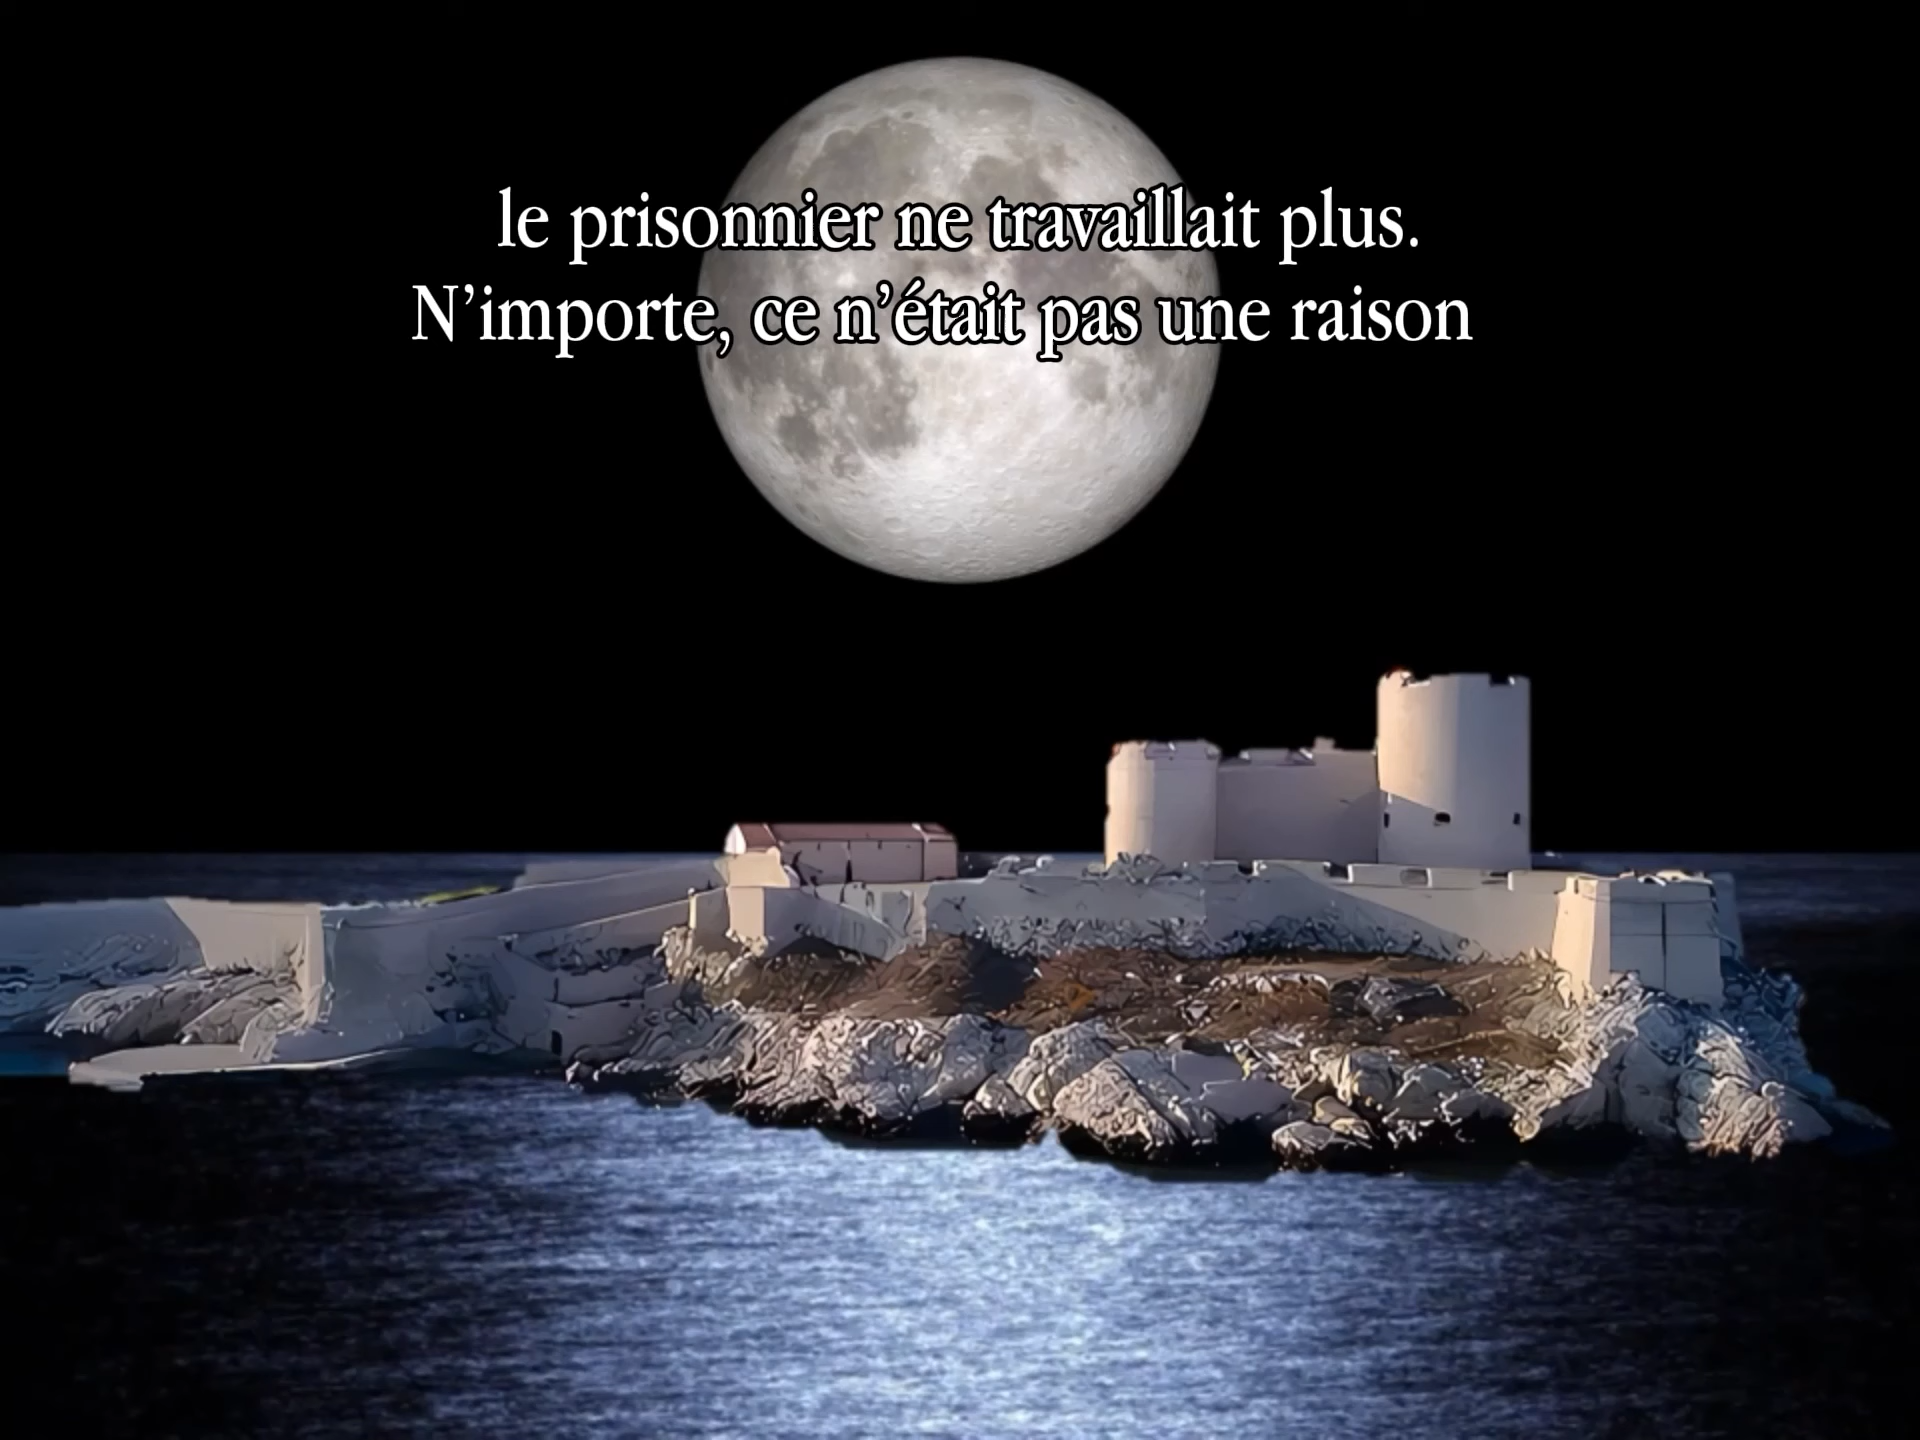 le prisonnier ne travaillait plus.
N’importe, ce n’était pas une raison